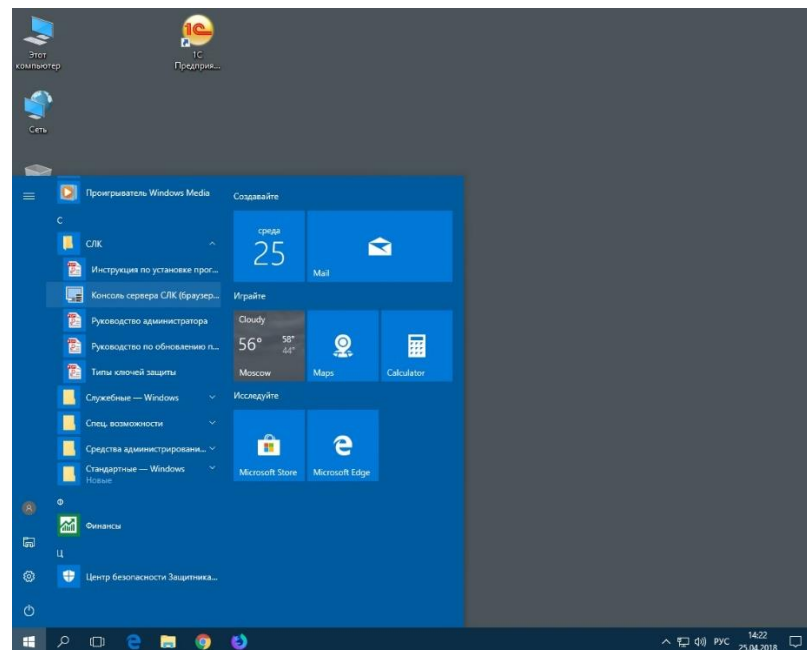 Этот
компьютер
1С
Предприя...
Сеть
Проигрыватель Windows Media
С
СЛК
Инструкция по установке прог...
Консоль сервера СЛК (браузер...
Руководство администратора
Руководство по обновлению п...
Типы ключей защиты
Служебные — Windows
Спец. возможности
Средства администрировани...
Стандартные — Windows
Новые
Ф
Финансы
Ц
Центр безопасности Защитника...
Создавайте
среда
25
Mail
Играйте
Cloudy
56° 58°
44°
Moscow
Maps
Calculator
Исследуйте
Microsoft Store
Microsoft Edge
РУС
14:22
25.04.2018